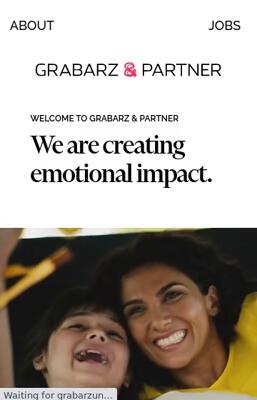 ABOUT
JOBS
GRABARZ & PARTNER
WELCOME TO GRABARZ & PARTNER
We are creating
emotional impact.
Waiting for grabarzun...